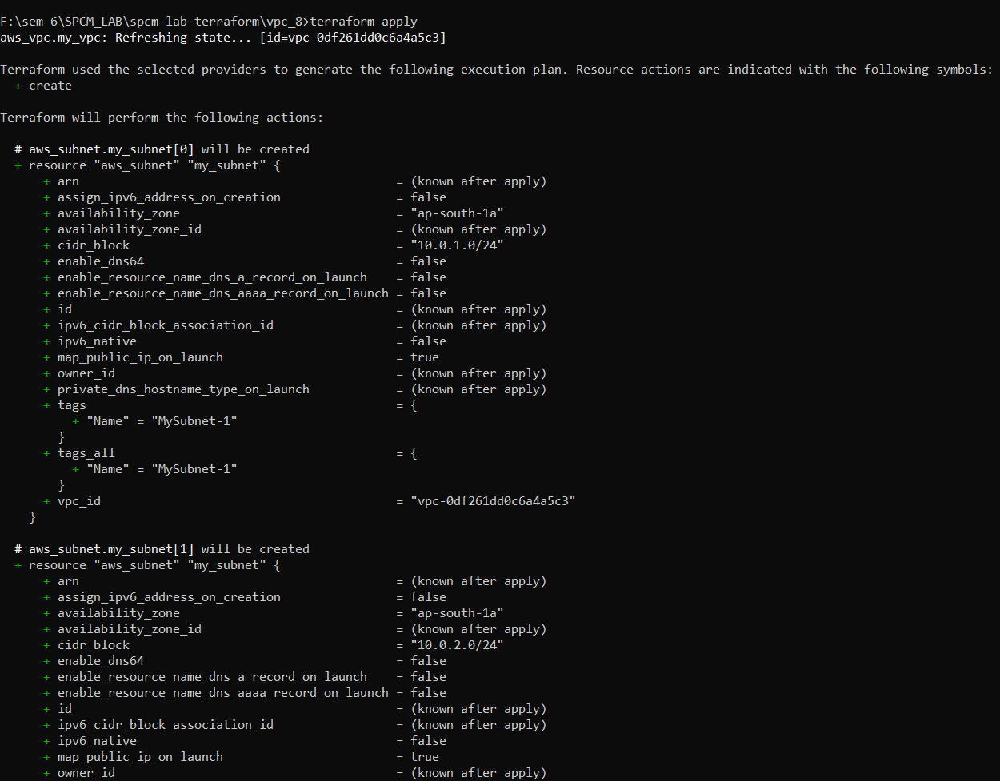 F:\sem 6\SPCM_LAB\spcm-lab-terraform\vpc_8>terraform apply
aws_vpc.my_vpc: Refreshing state... [id=vpc-0df261dd0c6a4a5c3]
Terraform used the selected providers to generate the following execution plan. Resource actions are indicated with the following symbols:
  + create
Terraform will perform the following actions:
  # aws_subnet.my_subnet[0] will be created
  + resource "aws_subnet" "my_subnet" {
      + arn                                            = (known after apply)
      + assign_ipv6_address_on_creation                = false
      + availability_zone                              = "ap-south-1a"
      + availability_zone_id                           = (known after apply)
      + cidr_block                                     = "10.0.1.0/24"
      + enable_dns64                                   = false
      + enable_resource_name_dns_a_record_on_launch    = false
      + enable_resource_name_dns_aaaa_record_on_launch = false
      + id                                             = (known after apply)
      + ipv6_cidr_block_association_id                 = (known after apply)
      + ipv6_native                                    = false
      + map_public_ip_on_launch                        = true
      + owner_id                                       = (known after apply)
      + private_dns_hostname_type_on_launch            = (known after apply)
      + tags                                           = {
          + "Name" = "MySubnet-1"
        }
      + tags_all                                       = {
          + "Name" = "MySubnet-1"
        }
      + vpc_id                                         = "vpc-0df261dd0c6a4a5c3"
    }
  # aws_subnet.my_subnet[1] will be created
  + resource "aws_subnet" "my_subnet" {
      + arn                                            = (known after apply)
      + assign_ipv6_address_on_creation                = false
      + availability_zone                              = "ap-south-1a"
      + availability_zone_id                           = (known after apply)
      + cidr_block                                     = "10.0.2.0/24"
      + enable_dns64                                   = false
      + enable_resource_name_dns_a_record_on_launch    = false
      + enable_resource_name_dns_aaaa_record_on_launch = false
      + id                                             = (known after apply)
      + ipv6_cidr_block_association_id                 = (known after apply)
      + ipv6_native                                    = false
      + map_public_ip_on_launch                        = true
      + owner_id                                       = (known after apply)